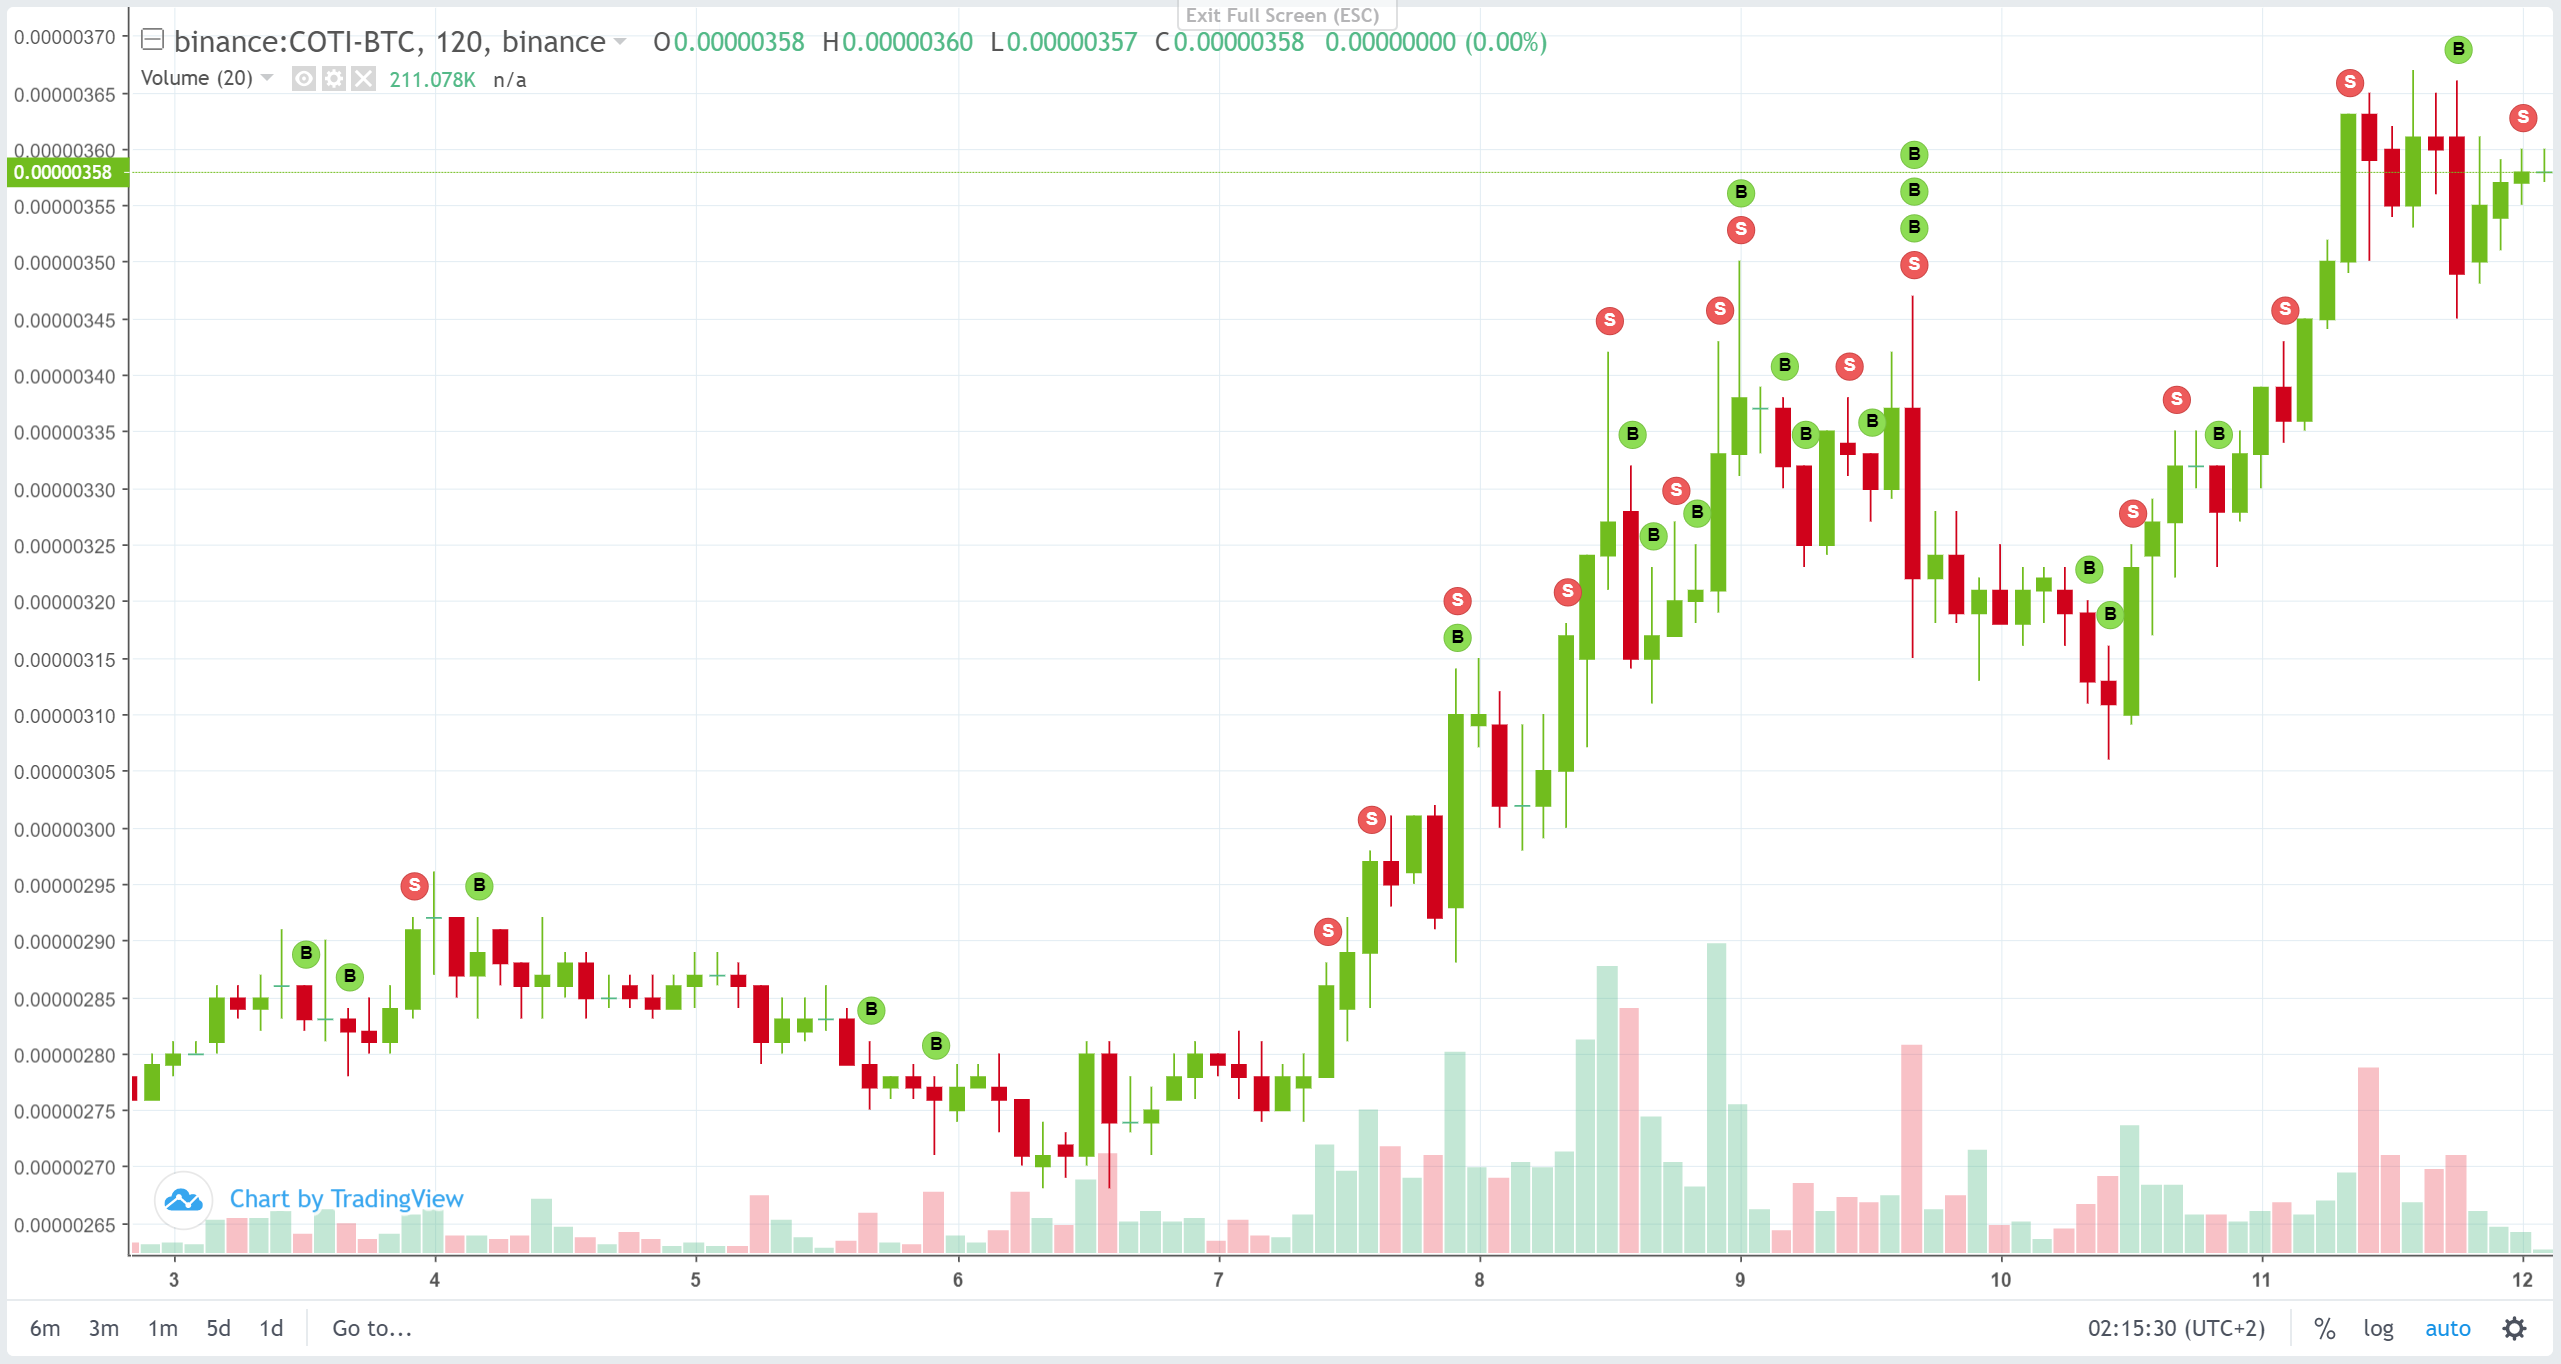 Exit Full Screen (ESC)
binance:COTI-BTC, 120, binance O0.00000358 H0.00000360 L0.00000357 C0.00000358 0.00000000 (0.00%)
Volume (20) 211.078K n/a
0.00000370
0.00000365
0.00000360
0.00000358
0.00000355
0.00000350
0.00000345
0.00000340
0.00000335
0.00000330
0.00000325
0.00000320
0.00000315
0.00000310
0.00000305
0.00000300
0.00000295
0.00000290
0.00000285
0.00000280
0.00000275
0.00000270
0.00000265
B
S
S
B
B
B
S
B
B
S
S
S
S
S
B
S
S
B
B
S
B
B
B
S
B
S
B
S
S
B
B
B
S
S
S
B
B
S
B
B
B
B
Chart by TradingView
3 4 5 6 7 8 9 10 11 12
6m 3m 1m 5d 1d Go to... 02:15:30 (UTC+2) % log auto